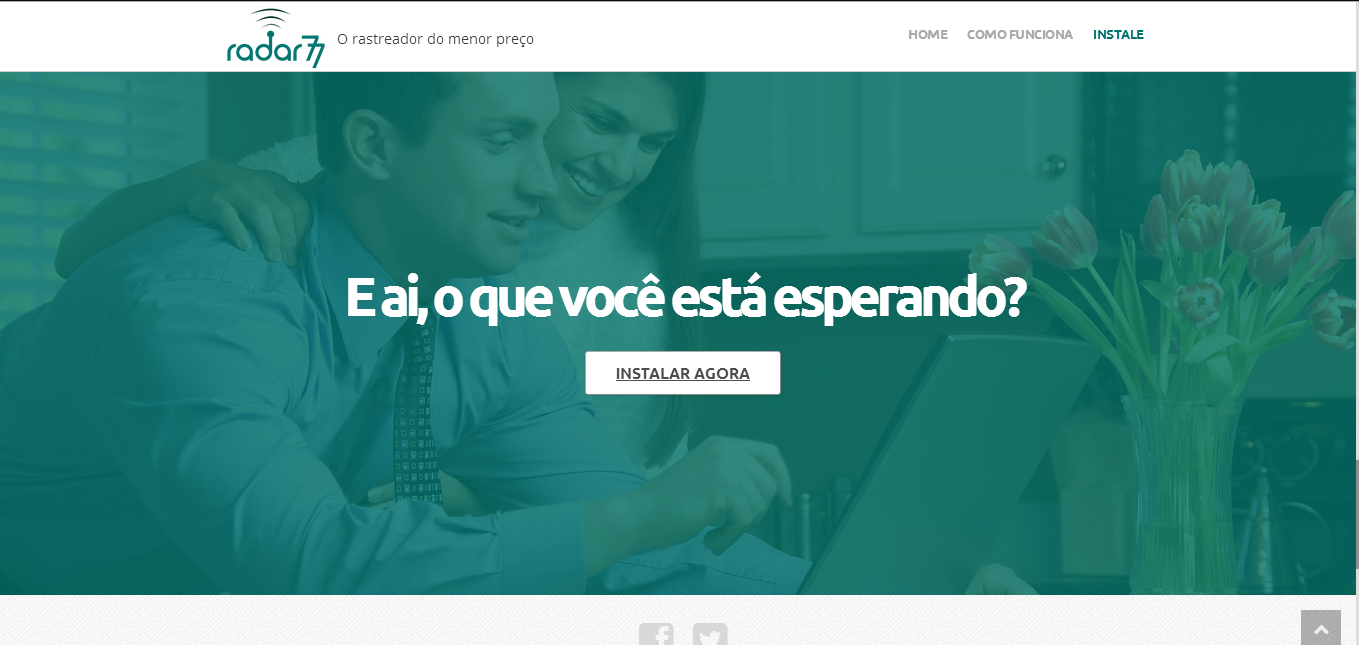 radar77
O rastreador do menor preço
HOME
COMO FUNCIONA
INSTALE
E ai, o que você está esperando?
INSTALAR AGORA